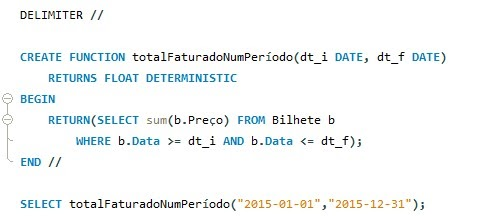 DELIMITER //
CREATE FUNCTION totalFaturadoNumPeríodo(dt_i DATE, dt_f DATE)
RETURNS FLOAT DETERMINISTIC
BEGIN
RETURN(SELECT sum(b.Preço) FROM Bilhete b
WHERE b.Data >= dt_i AND b.Data <= dt_f);
END //
SELECT totalFaturadoNumPeríodo("2015-01-01","2015-12-31");